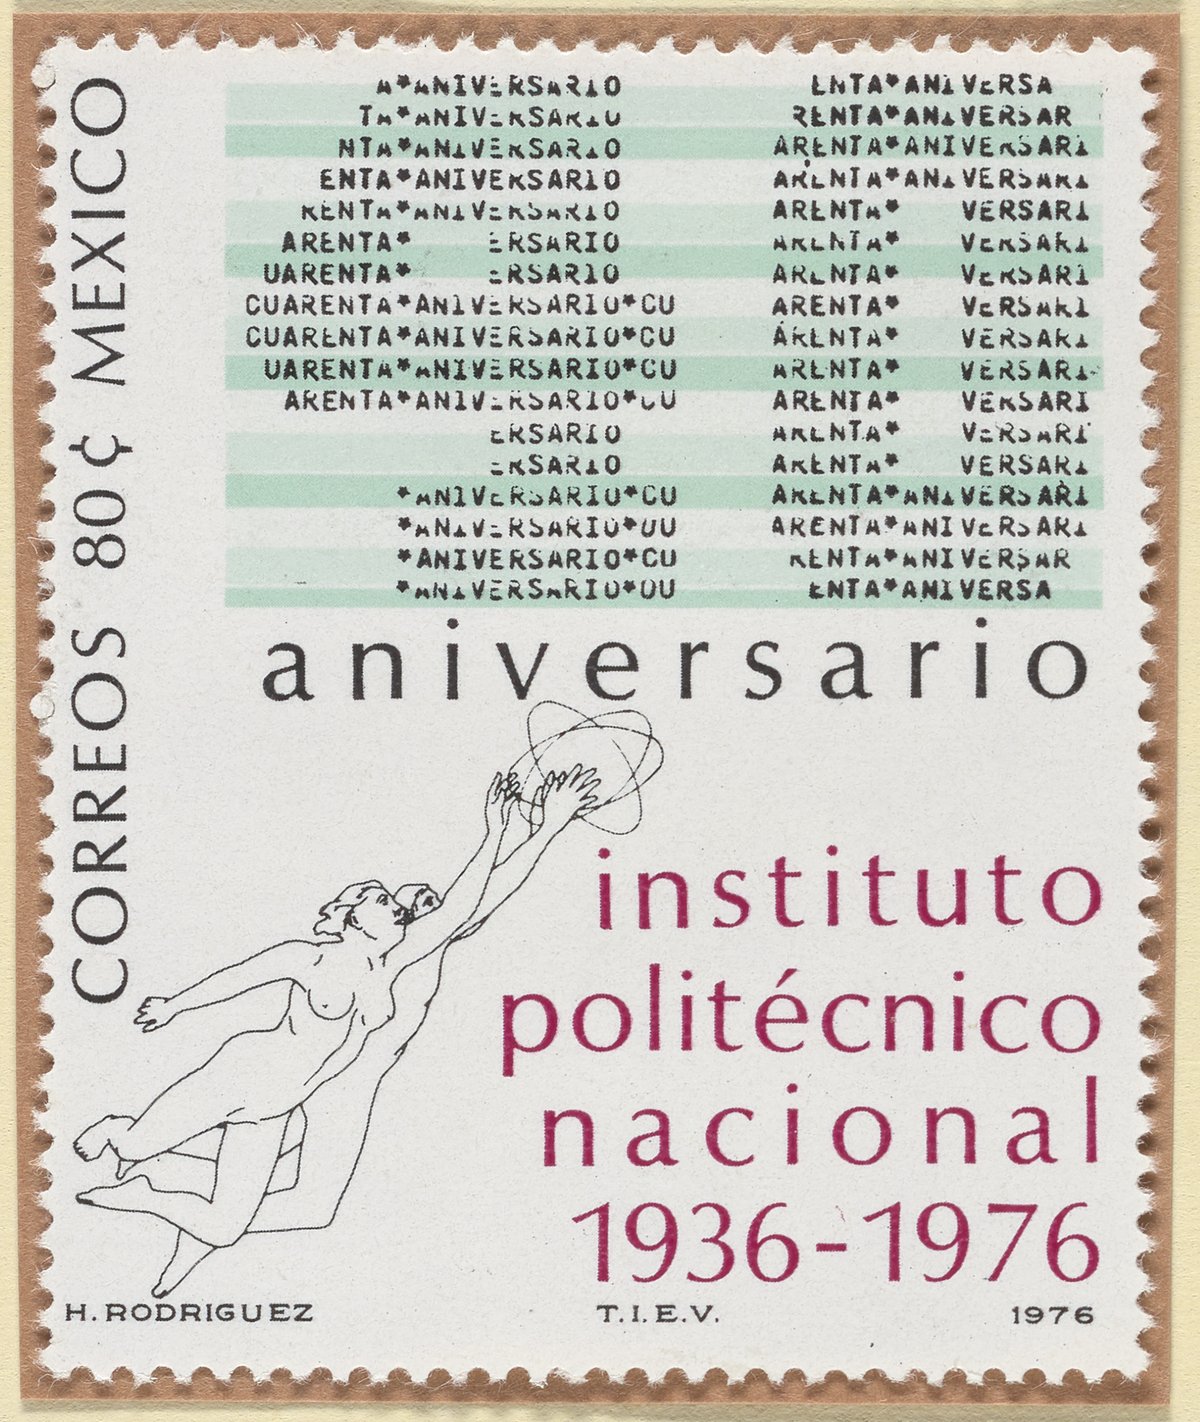 CORREOS 80¢ MEXICO
A*ANIVERSARIO ENTA*ANIVERSA
TA*ANIVERSARIO RENTA*ANIVERSAR
NTA*ANIVERSARIO ARENTA*ANIVERSARI
ENTA*ANIVERSARIO ARENTA*ANIVERSARI
RENTA*ANIVERSARIO ARENTA* VERSARI
ARENTA* ERSARIO ARENTA* VERSARI
UARENTA* ERSARIO ARENTA* VERSARI
CUARENTA*ANIVERSARIO*CU ARENTA* VERSARI
CUARENTA*ANIVERSARIO*CU ARENTA* VERSARI
UARENTA*ANIVERSARIO*CU ARENTA* VERSARI
ARENTA*ANIVERSARIO*CU ARENTA* VERSARI
ERSARIO ARENTA* VERSARI
ERSARIO ARENTA* VERSARI
*ANIVERSARIO*CU ARENTA*ANIVERSARI
*ANIVERSARIO*CU ARENTA*ANIVERSARI
*ANIVERSARIO*CU RENTA*ANIVERSAR
*ANIVERSARIO*CU ENTA*ANIVERSA
aniversario
instituto
politécnico
nacional
1936-1976
H. RODRIGUEZ T.I.E.V. 1976